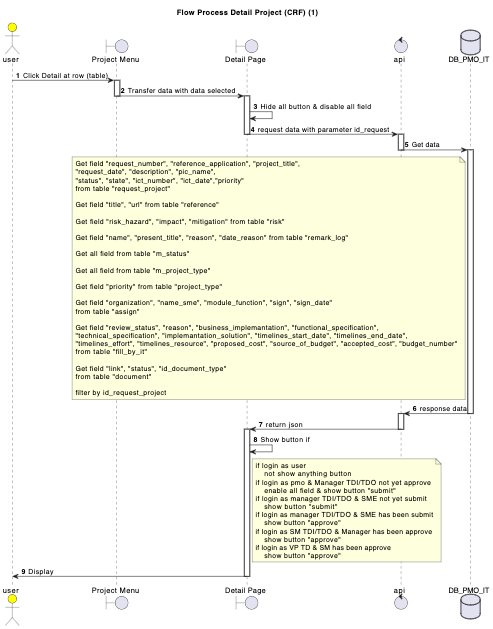 Flow Process Detail Project (CRF) (1)
user
Project Menu
Detail Page
api
DB_PMO_IT
1 Click Detail at row (table)
2 Transfer data with data selected
3 Hide all button & disable all field
4 request data with parameter id_request
5 Get data
Get field "request_number", "reference_application", "project_title",
"request_date", "description", "pic_name",
"status", "state", "ict_number", "ict_date","priority"
from table "request_project"
Get field "title", "url" from table "reference"
Get field "risk_hazard", "impact", "mitigation" from table "risk"
Get field "name", "present_title", "reason", "date_reason" from table "remark_log"
Get all field from table "m_status"
Get all field from table "m_project_type"
Get field "priority" from table "project_type"
Get field "organization", "name_sme", "module_function", "sign", "sign_date"
from table "assign"
Get field "review_status", "reason", "business_implemantation", "functional_specification",
"technical_specification", "implamantation_solution", "timelines_start_date", "timelines_end_date",
"timelines_effort", "timelines_resource", "proposed_cost", "source_of_budget", "accepted_cost", "budget_number"
from table "fill_by_it"
Get field "link", "status", "id_document_type"
from table "document"
filter by id_request_project
6 response data
7 return json
8 Show button if
if login as user
not show anything button
if login as pmo & Manager TDI/TDO not yet approve
enable all field & show button "submit"
if login as manager TDI/TDO & SME not yet submit
show button "submit"
if login as manager TDI/TDO & SME has been submit
show button "approve"
if login as SM TDI/TDO & Manager has been approve
show button "approve"
if login as VP TD & SM has been approve
show button "approve"
9 Display
user
Project Menu
Detail Page
api
DB_PMO_IT